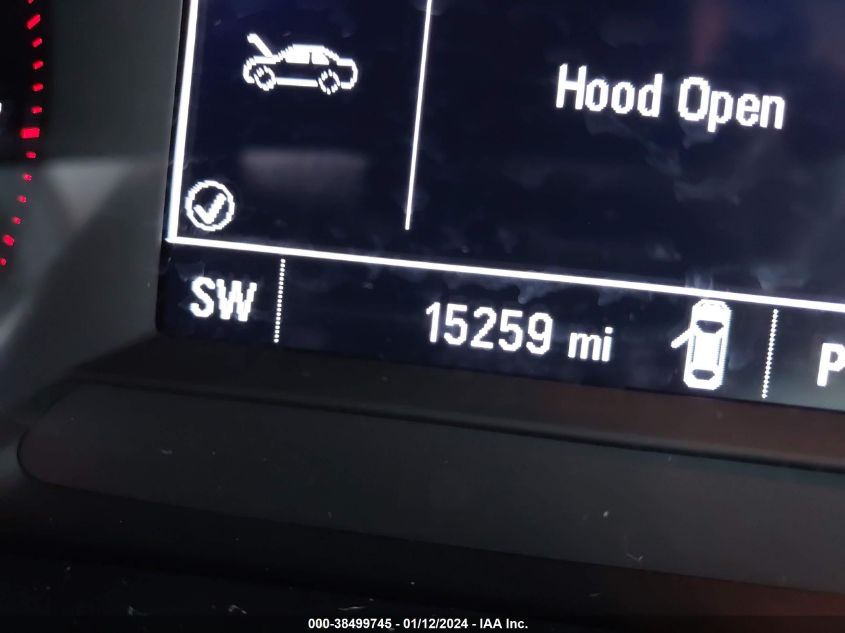 Hood Open
SW 15259 mi P
000-38499745 - 01/12/2024 - IAA Inc.